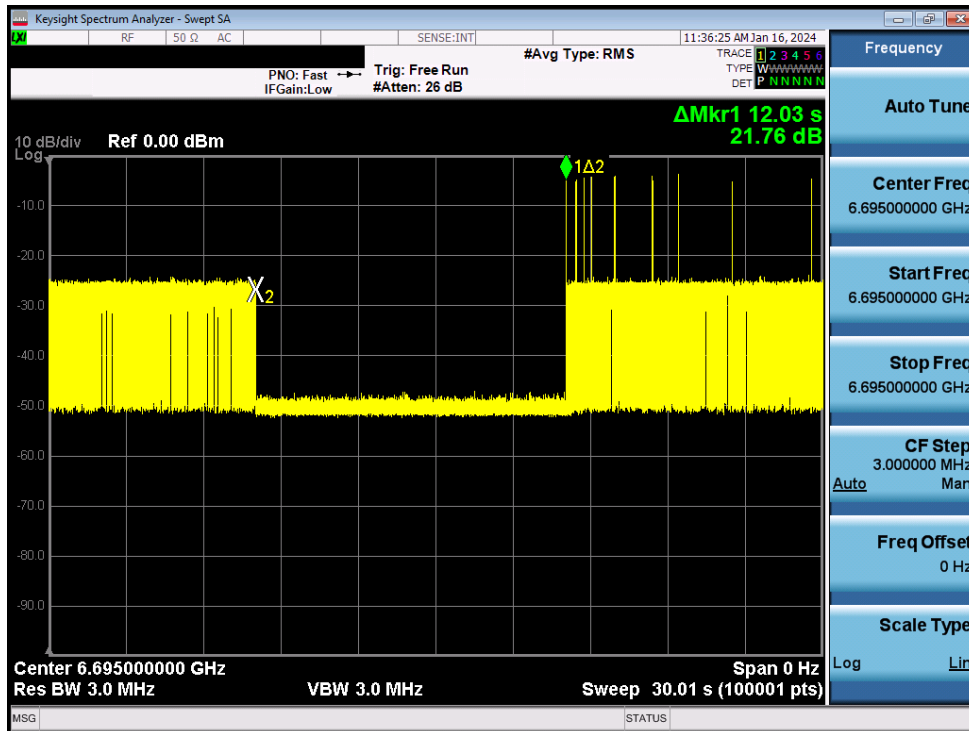 Keysight Spectrum Analyzer - Swept SA
LXI
RF 50 Ω AC SENSE:INT 11:36:25 AM Jan 16, 2024
#Avg Type: RMS
TRACE 1 2 3 4 5 6
TYPE W W W W W W
DET P N N N N N
PNO: Fast
IFGain:Low
Trig: Free Run
#Atten: 26 dB
ΔMkr1 12.03 s
21.76 dB
10 dB/div Ref 0.00 dBm
Log
1Δ2
-10.0
-20.0
X2
-30.0
-40.0
-50.0
-60.0
-70.0
-80.0
-90.0
Center 6.695000000 GHz Span 0 Hz
Res BW 3.0 MHz VBW 3.0 MHz Sweep 30.01 s (100001 pts)
MSG STATUS
Frequency
Auto Tune
Center Freq
6.695000000 GHz
Start Freq
6.695000000 GHz
Stop Freq
6.695000000 GHz
CF Step
3.000000 MHz
Auto Man
Freq Offset
0 Hz
Scale Type
Log Lin